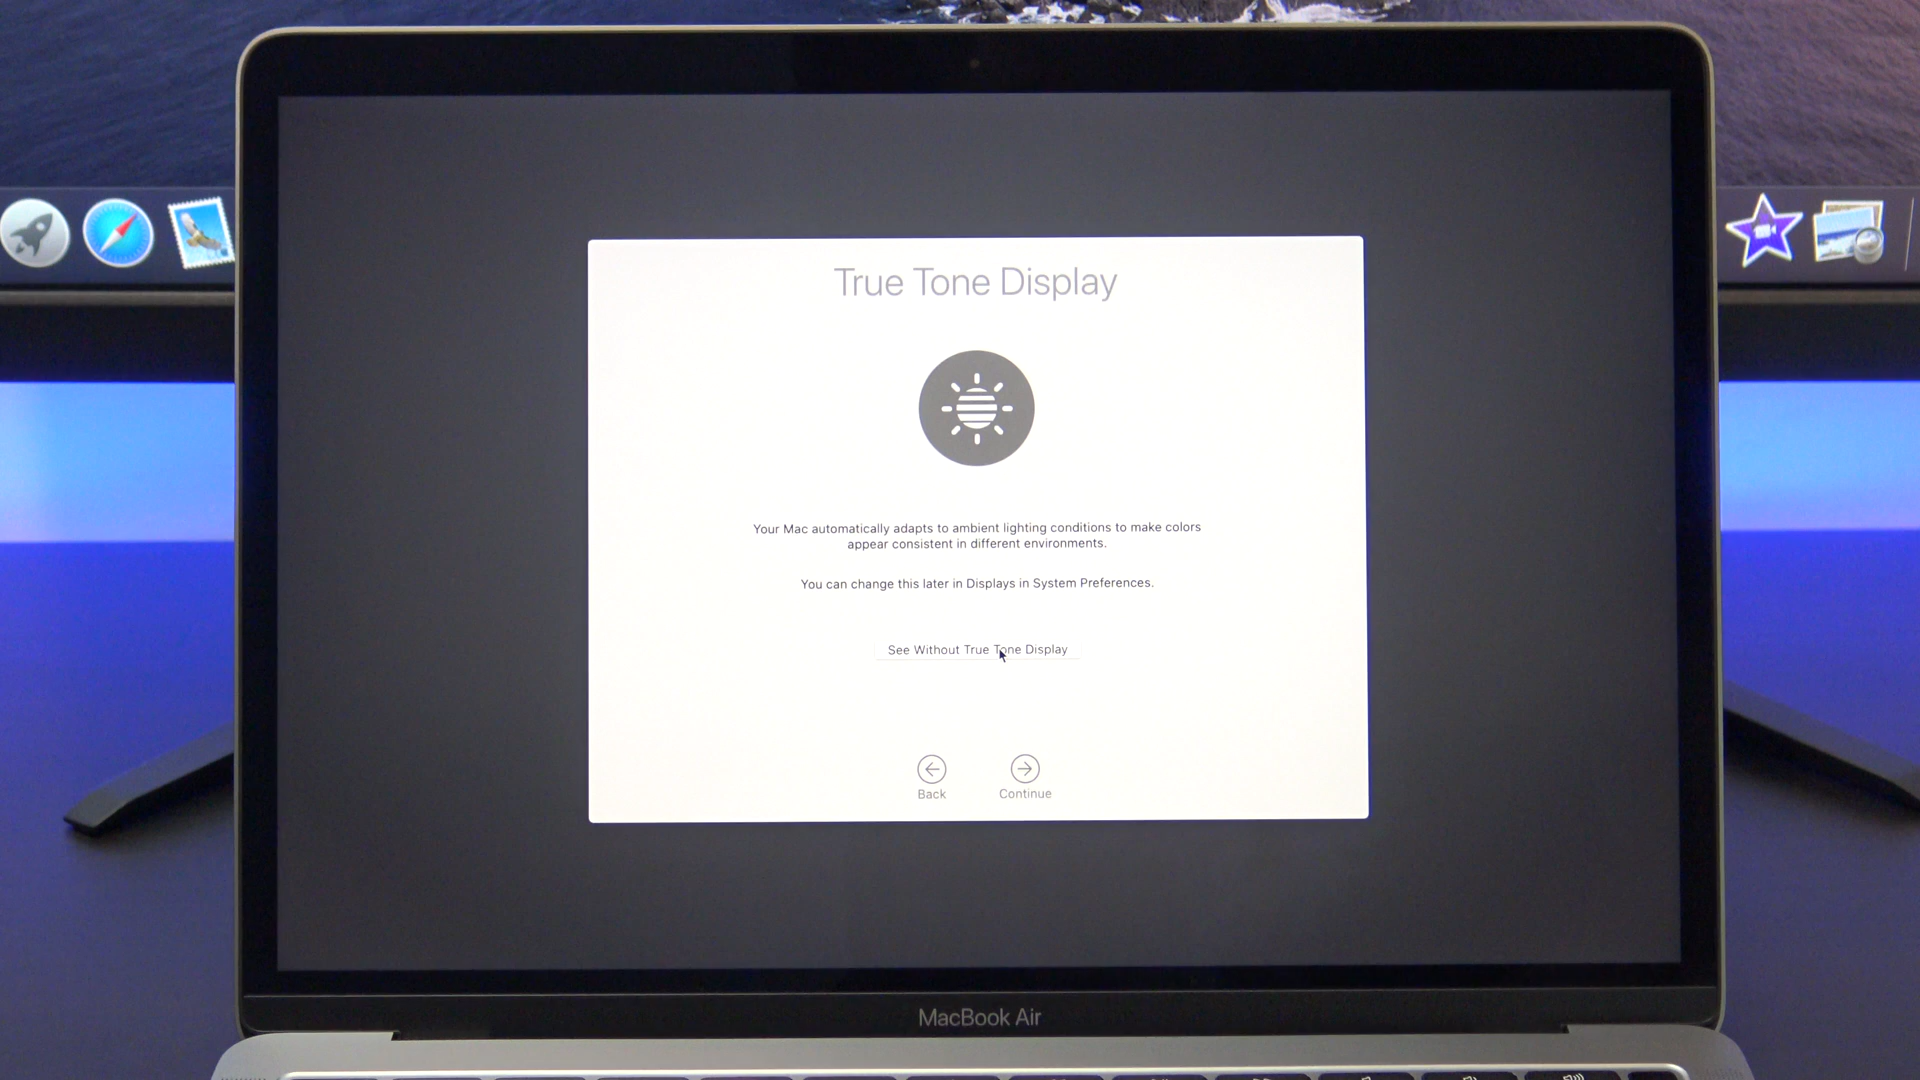 True Tone Display
Your Mac automatically adapts to ambient lighting conditions to make colors
appear consistent in different environments.
You can change this later in Displays in System Preferences.
See Without True Tone Display
Back
Continue
MacBook Air